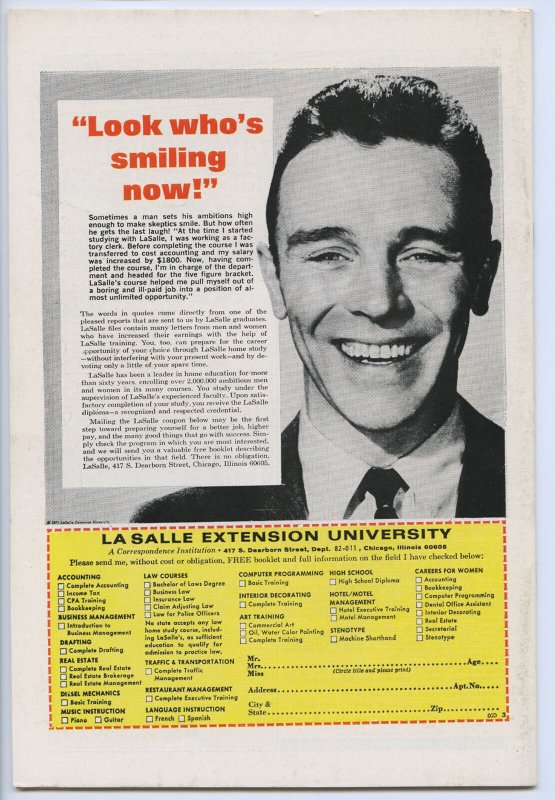 “Look who’s
smiling
now!”
Sometimes a man sets his ambitions high
enough to make skeptics smile. But how often
he gets the last laugh! “At the time I started
studying with LaSalle, I was working as a fac-
tory clerk. Before completing the course I was
transferred to cost accounting and my salary
was increased by $1800. Now, having com-
pleted the course, I’m in charge of the depart-
ment and headed for the five figure bracket.
LaSalle’s course helped me pull myself out of
a boring and ill-paid job into a position of al-
most unlimited opportunity.”
The words in quotes come directly from one of the
pleased reports that are sent to us by LaSalle graduates.
LaSalle files contain many letters from men and women
who have increased their earnings with the help of
LaSalle training. You, too, can prepare for the career
opportunity of your choice through LaSalle home study
—without interfering with your present work—and by de-
voting only a little of your spare time.
LaSalle has been a leader in home education for more
than sixty years, enrolling over 2,000,000 ambitious men
and women in its many courses. You study under the
supervision of LaSalle’s experienced faculty. Upon satis-
factory completion of your study, you receive the LaSalle
diploma—a recognized and respected credential.
Mailing the LaSalle coupon below may be the first
step toward preparing yourself for a better job, higher
pay, and the many good things that go with success. Sim-
ply check the program in which you are most interested,
and we will send you a valuable free booklet describing
the opportunities in that field. There is no obligation.
LaSalle, 417 S. Dearborn Street, Chicago, Illinois 60605.
LaSalle Extension University
LA SALLE EXTENSION UNIVERSITY
A Correspondence Institution • 417 S. Dearborn Street, Dept. 82-011, Chicago, Illinois 60605
Please send me, without cost or obligation, FREE booklet and full information on the field I have checked below:
ACCOUNTING
Complete Accounting
Income Tax
CPA Training
Bookkeeping
BUSINESS MANAGEMENT
Introduction to
Business Management
DRAFTING
Complete Drafting
REAL ESTATE
Complete Real Estate
Real Estate Brokerage
Real Estate Management
DIESEL MECHANICS
Basic Training
MUSIC INSTRUCTION
Piano Guitar
LAW COURSES
Bachelor of Laws Degree
Business Law
Insurance Law
Claim Adjusting Law
Law for Police Officers
No state accepts any law
home study course, includ-
ing LaSalle’s, as sufficient
education to qualify for
admission to practice law.
TRAFFIC & TRANSPORTATION
Complete Traffic
Management
RESTAURANT MANAGEMENT
Complete Executive Training
LANGUAGE INSTRUCTION
French Spanish
COMPUTER PROGRAMMING
Basic Training
INTERIOR DECORATING
Complete Training
ART TRAINING
Commercial Art
Oil, Water Color Painting
Complete Training
HIGH SCHOOL
High School Diploma
HOTEL/MOTEL
MANAGEMENT
Hotel Executive Training
Motel Management
STENOTYPE
Machine Shorthand
CAREERS FOR WOMEN
Accounting
Bookkeeping
Computer Programming
Dental Office Assistant
Interior Decorating
Real Estate
Secretarial
Stenotype
Mr.
Mrs. Age
Miss (Circle title and please print)
Address Apt.No.
City &
State Zip